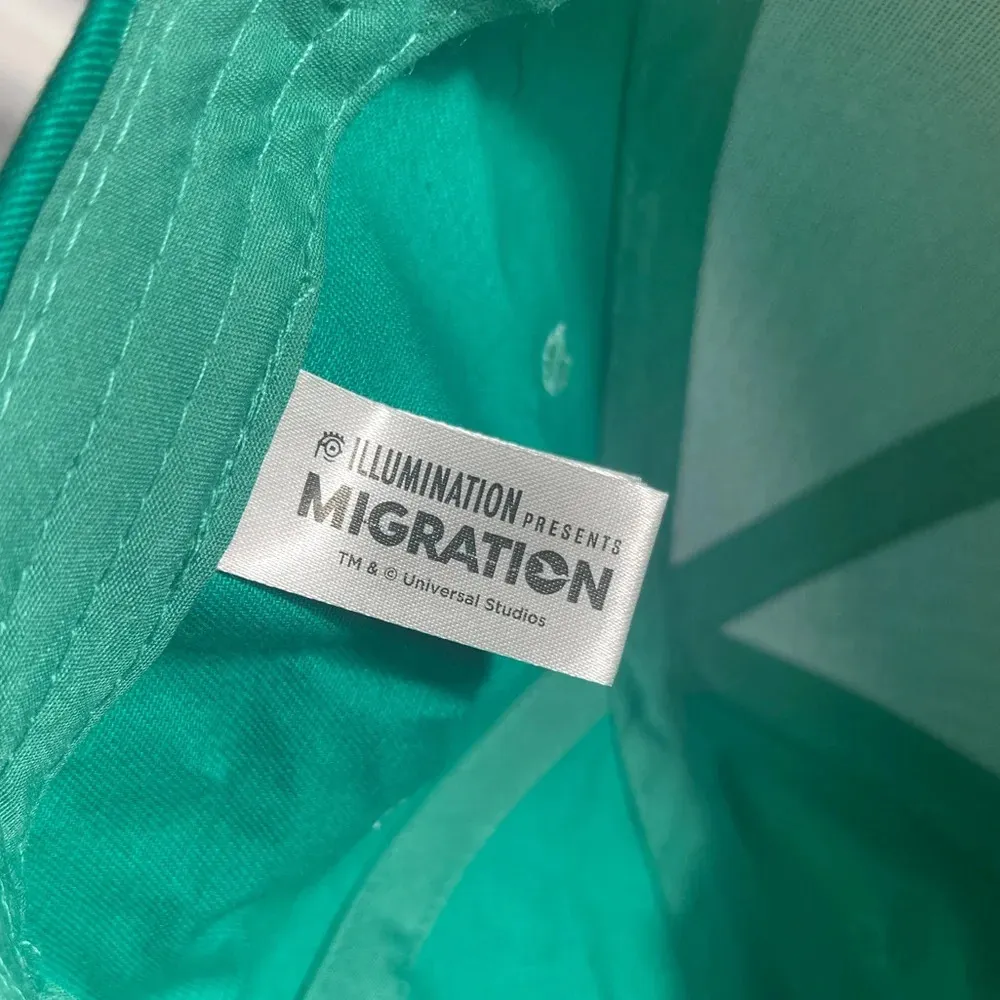 ILLUMINATION PRESENTS
MIGRATION
TM & © Universal Studios